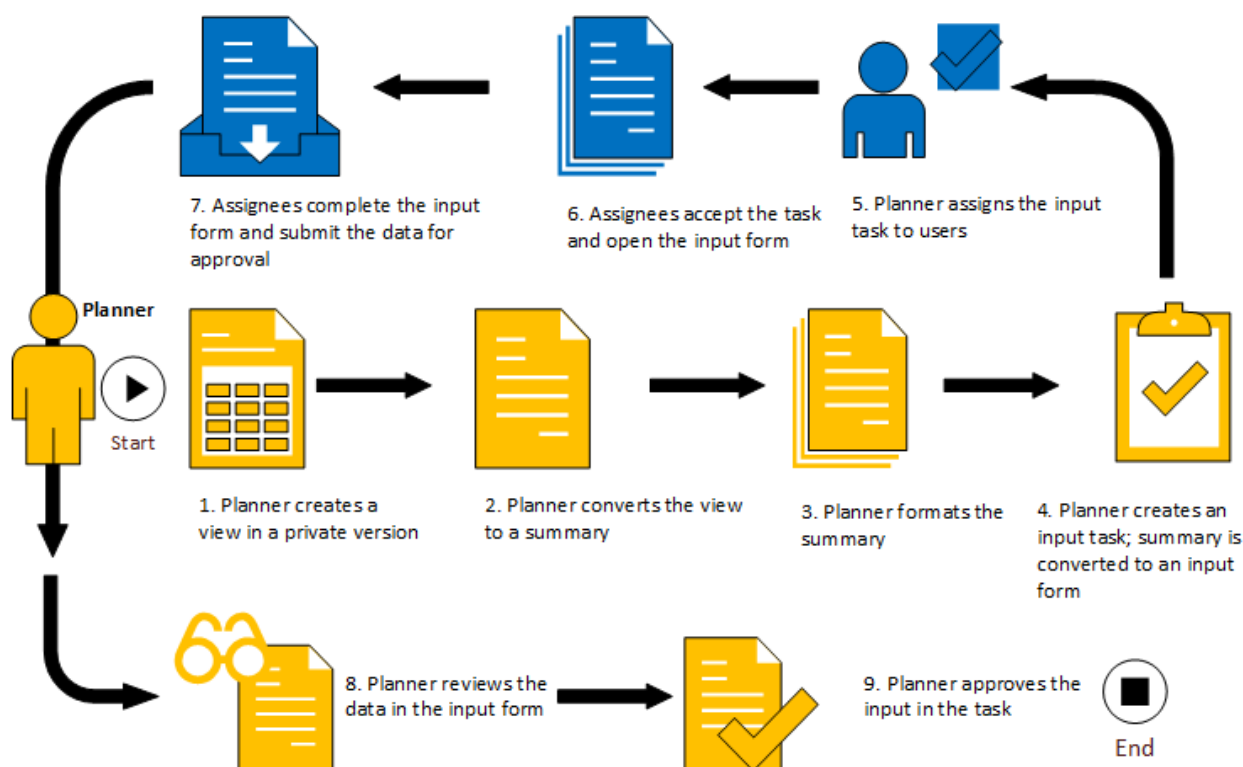 7. Assignees complete the input
form and submit the data for
approval
6. Assignees accept the task
and open the input form
5. Planner assigns the input
task to users
Planner
Start
1. Planner creates a
view in a private version
2. Planner converts the view
to a summary
3. Planner formats the
summary
4. Planner creates an
input task; summary is
converted to an input
form
8. Planner reviews the
data in the input form
9. Planner approves the
input in the task
End